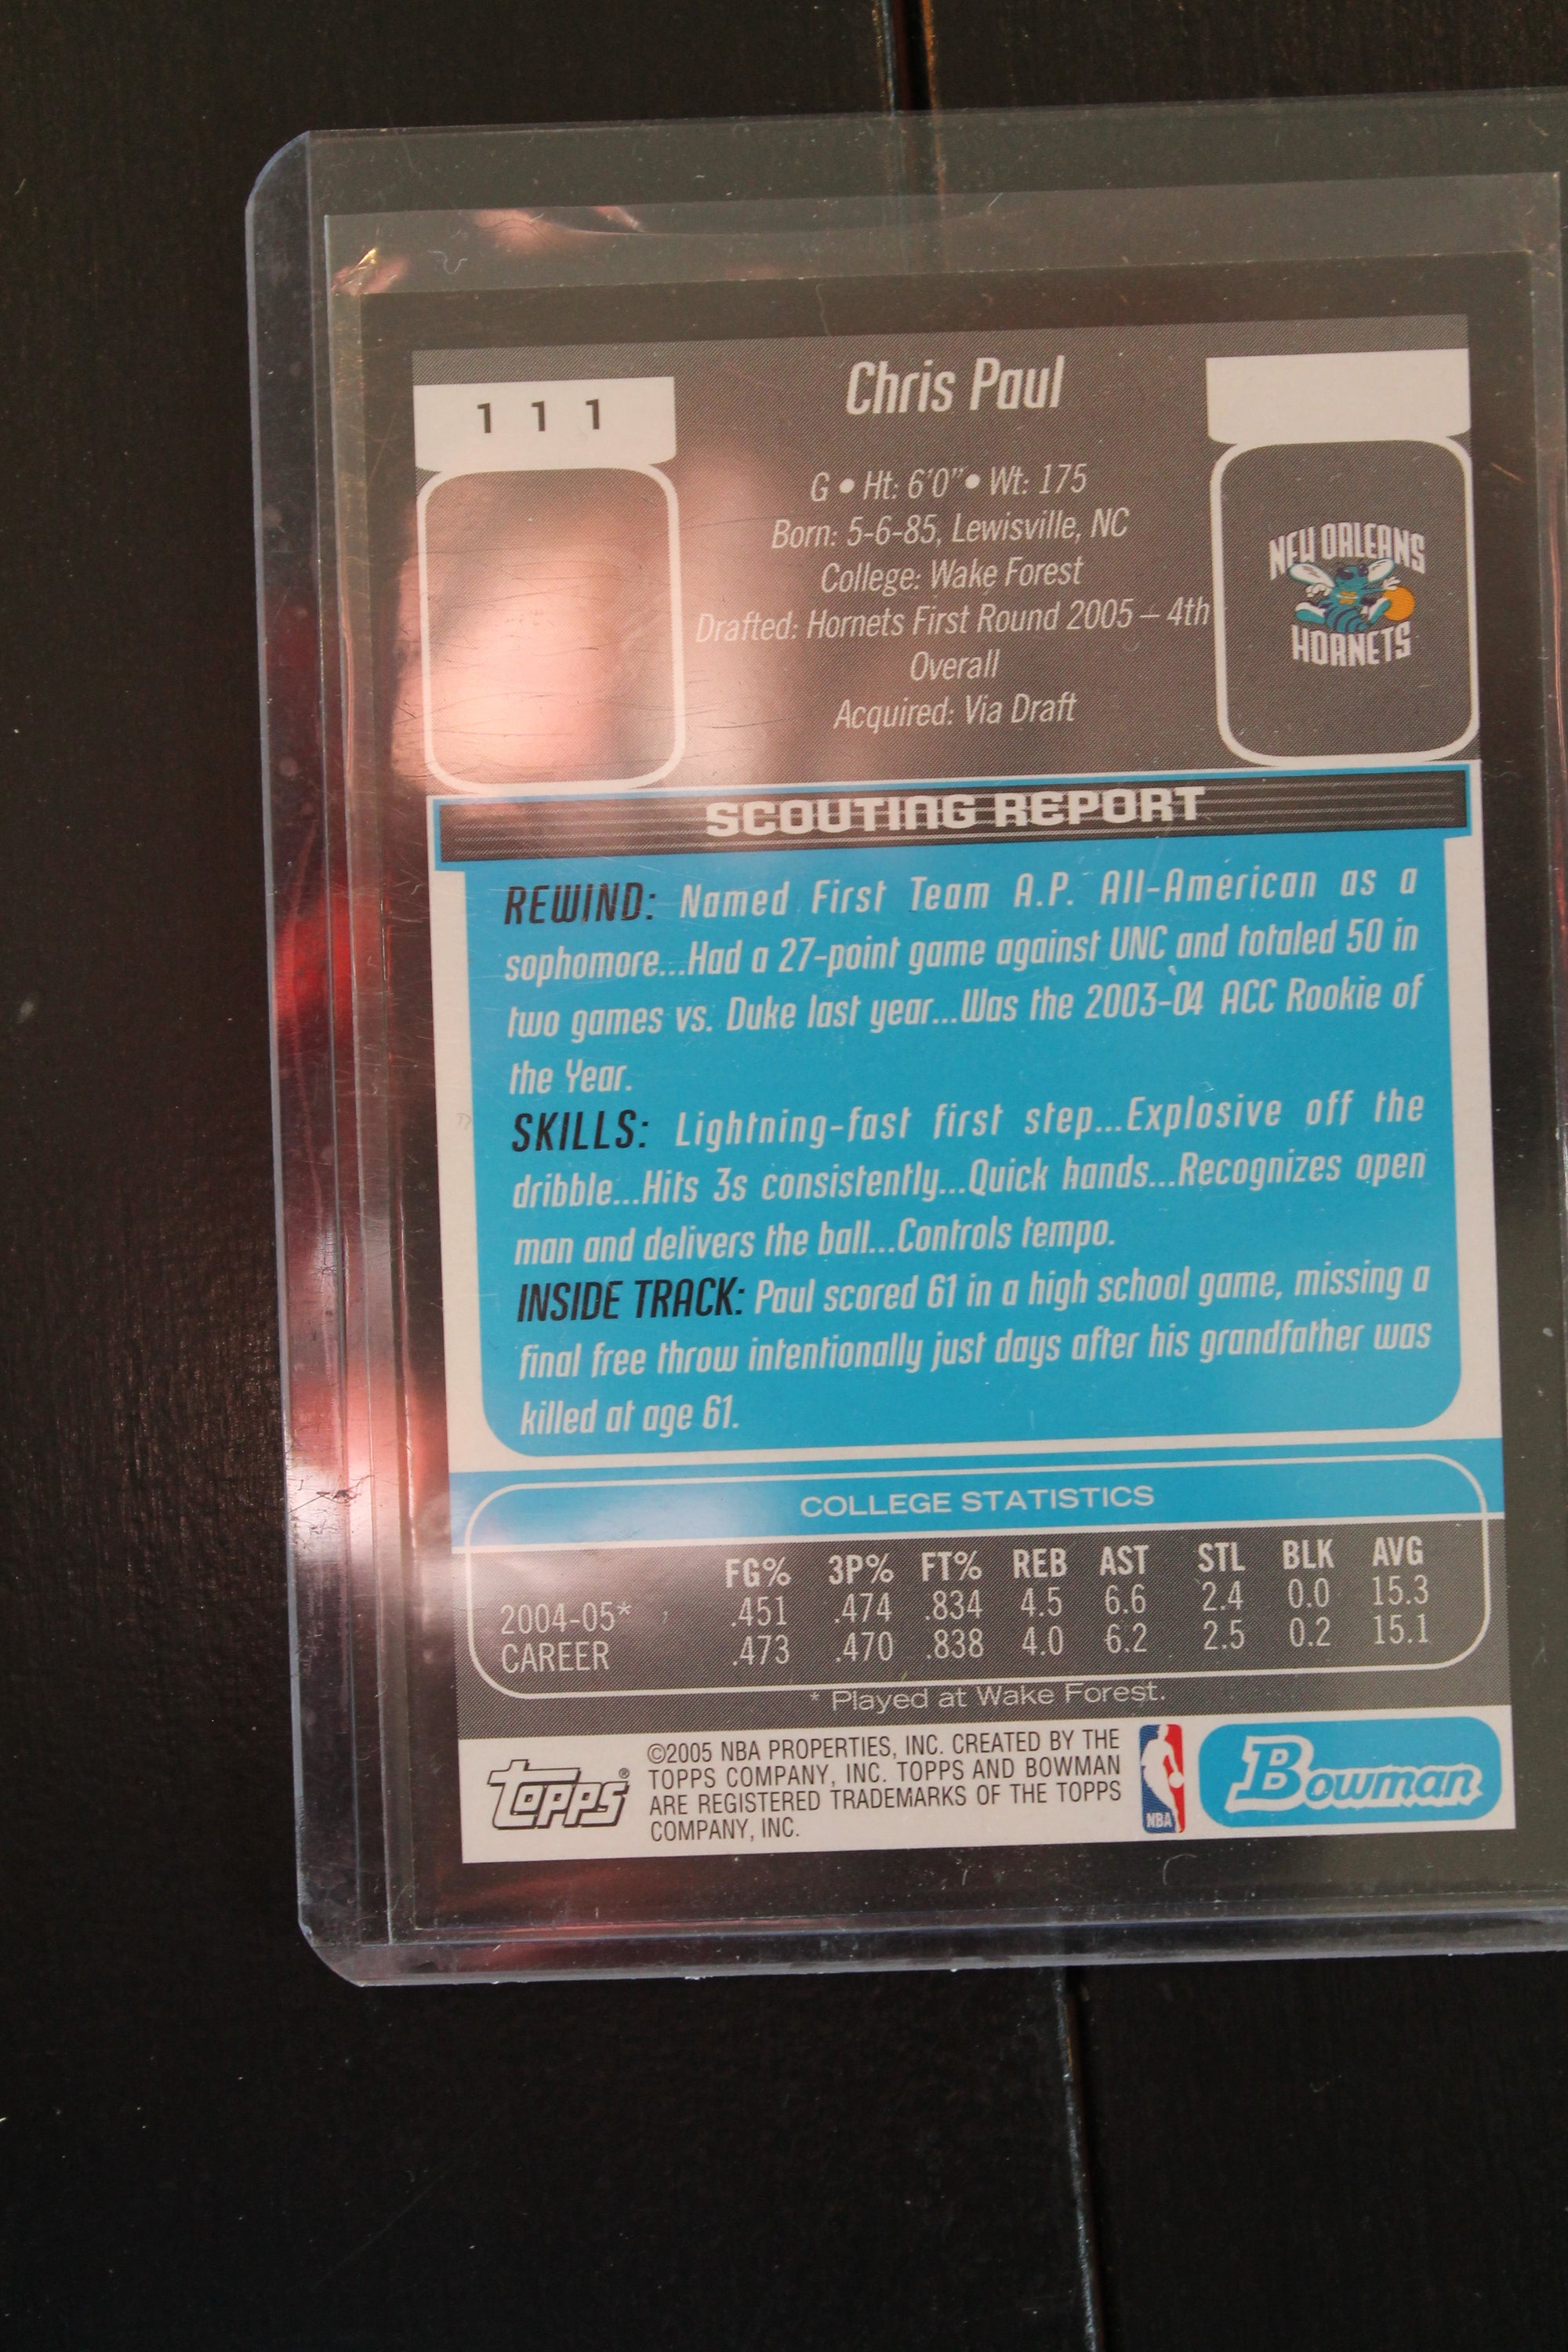 1 1 1
Chris Paul
G • Ht: 6'0" • Wt: 175
Born: 5-6-85, Lewisville, NC
College: Wake Forest
Drafted: Hornets First Round 2005 – 4th
Overall
Acquired: Via Draft
NEW ORLEANS
HORNETS
SCOUTING REPORT
REWIND: Named First Team A.P. All-American as a
sophomore...Had a 27-point game against UNC and totaled 50 in
two games vs. Duke last year...Was the 2003-04 ACC Rookie of
the Year.
SKILLS: Lightning-fast first step...Explosive off the
dribble...Hits 3s consistently...Quick hands...Recognizes open
man and delivers the ball...Controls tempo.
INSIDE TRACK: Paul scored 61 in a high school game, missing a
final free throw intentionally just days after his grandfather was
killed at age 61.
COLLEGE STATISTICS
FG% 3P% FT% REB AST STL BLK AVG
2004-05* .451 .474 .834 4.5 6.6 2.4 0.0 15.3
CAREER .473 .470 .838 4.0 6.2 2.5 0.2 15.1
* Played at Wake Forest.
Topps®
©2005 NBA PROPERTIES, INC. CREATED BY THE
TOPPS COMPANY, INC. TOPPS AND BOWMAN
ARE REGISTERED TRADEMARKS OF THE TOPPS
COMPANY, INC.
NBA
Bowman